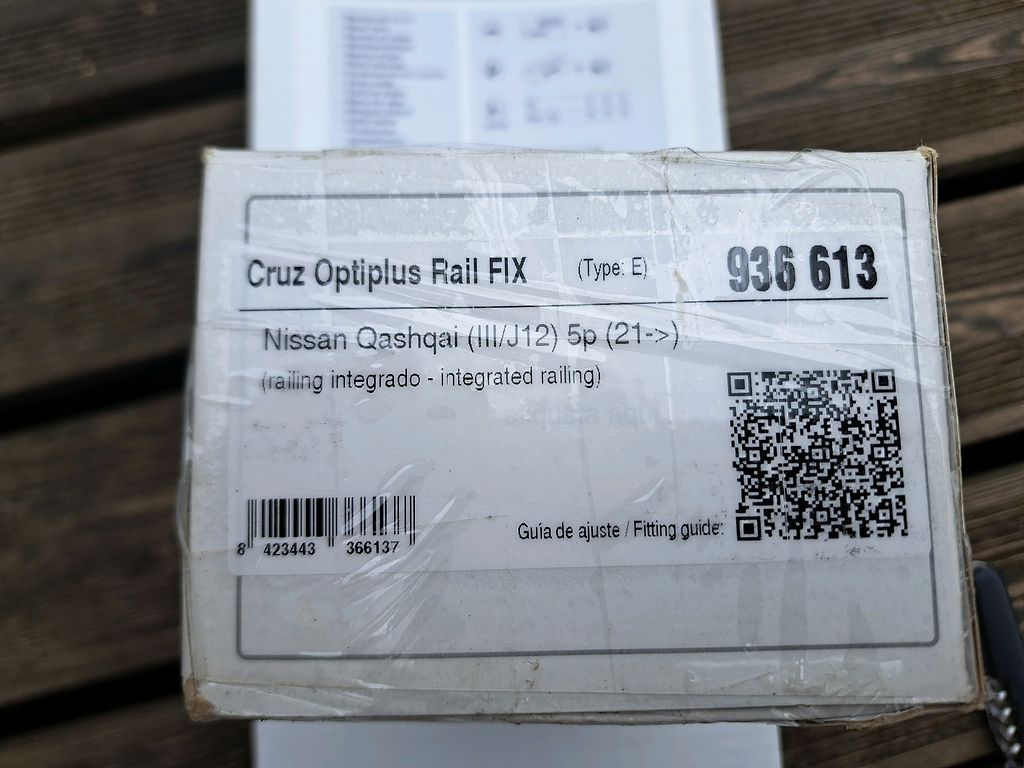 Cruz Optiplus Rail FIX (Type: E) 936 613
Nissan Qashqai (III/J12) 5p (21->)
(railing integrado - integrated railing)
Guía de ajuste / Fitting guide:
8 423443 366137